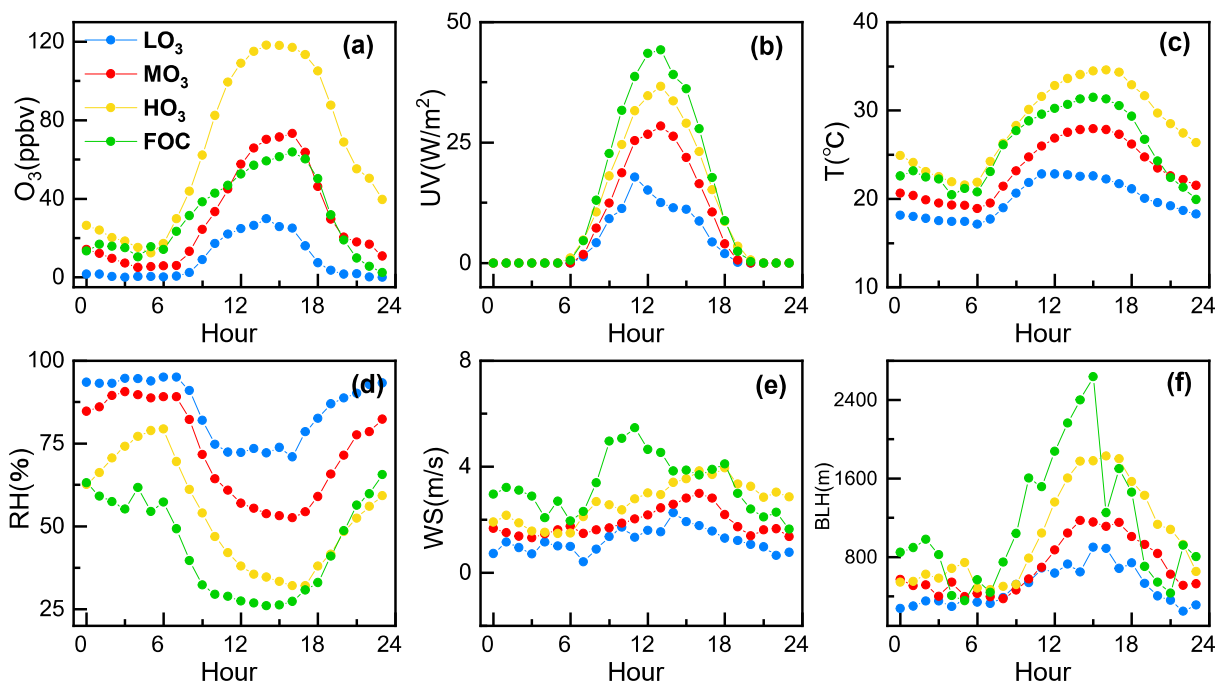 (a)
LO3
MO3
HO3
FOC
O3(ppbv)
120
80
40
0
0 6 12 18 24
Hour
(b)
UV(W/m2)
50
25
0
0 6 12 18 24
Hour
(c)
T(℃)
40
30
20
10
0 6 12 18 24
Hour
(d)
RH(%)
100
75
50
25
0 6 12 18 24
Hour
(e)
WS(m/s)
8
4
0
0 6 12 18 24
Hour
(f)
BLH(m)
2400
1600
800
0 6 12 18 24
Hour